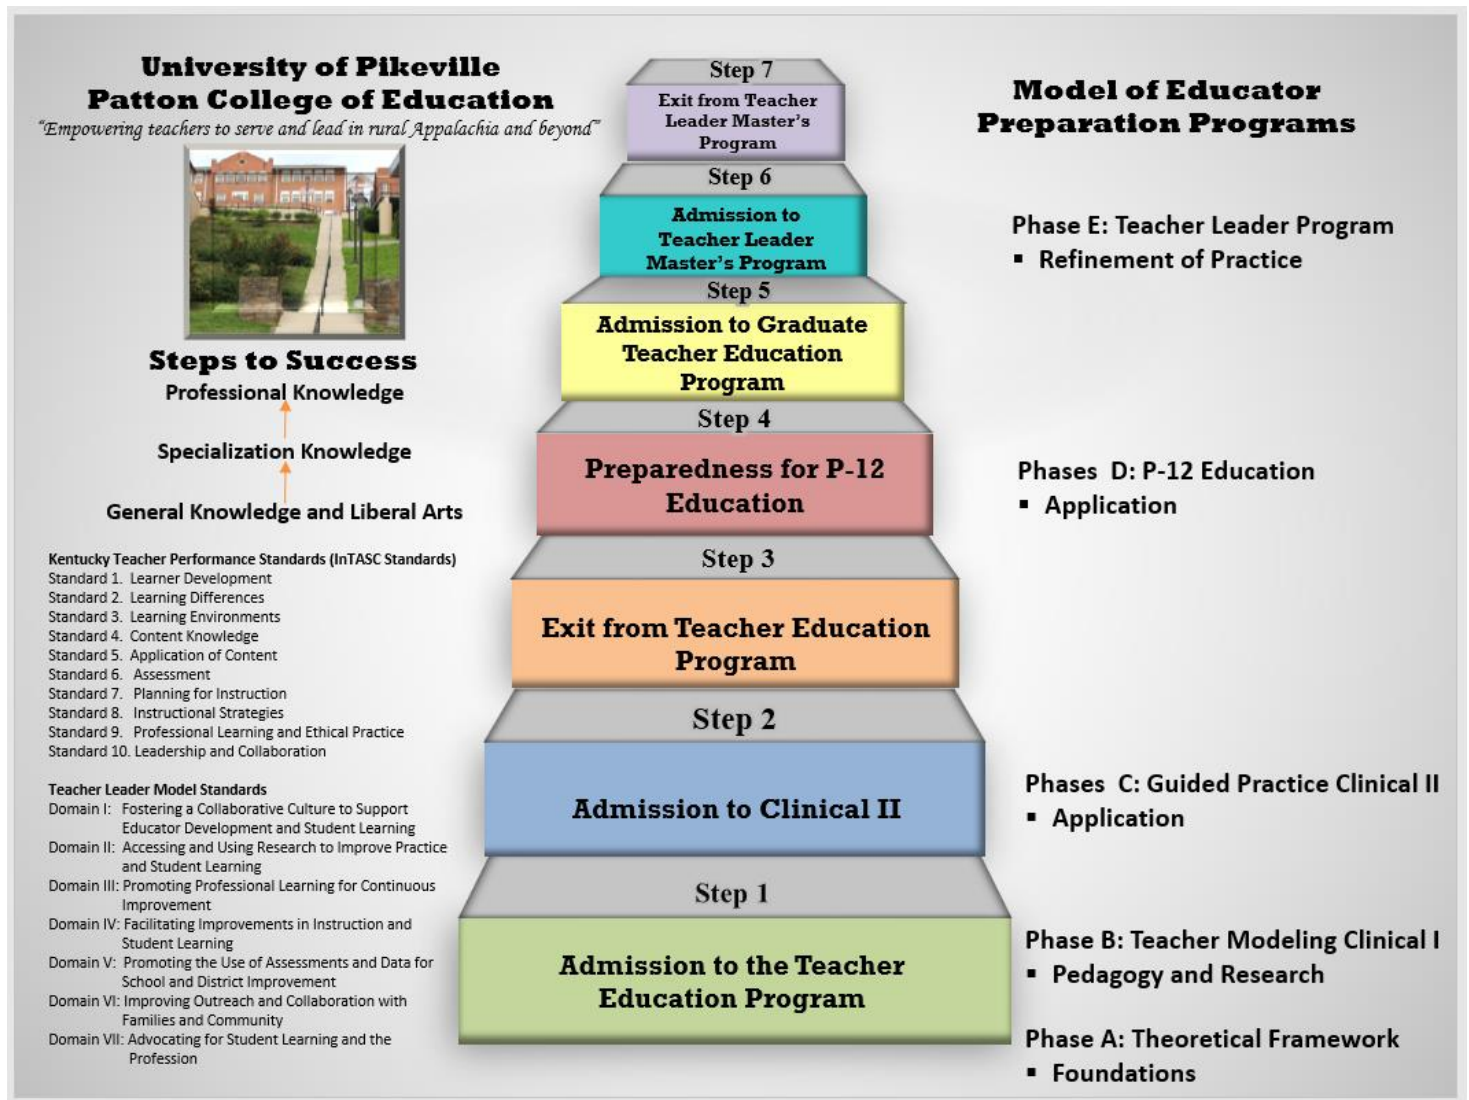 University of Pikeville
Patton College of Education
"Empowering teachers to serve and lead in rural Appalachia and beyond"
Steps to Success
Professional Knowledge
Specialization Knowledge
General Knowledge and Liberal Arts
Kentucky Teacher Performance Standards (InTASC Standards)
Standard 1. Learner Development
Standard 2. Learning Differences
Standard 3. Learning Environments
Standard 4. Content Knowledge
Standard 5. Application of Content
Standard 6. Assessment
Standard 7. Planning for Instruction
Standard 8. Instructional Strategies
Standard 9. Professional Learning and Ethical Practice
Standard 10. Leadership and Collaboration
Teacher Leader Model Standards
Domain I: Fostering a Collaborative Culture to Support
Educator Development and Student Learning
Domain II: Accessing and Using Research to Improve Practice
and Student Learning
Domain III: Promoting Professional Learning for Continuous
Improvement
Domain IV: Facilitating Improvements in Instruction and
Student Learning
Domain V: Promoting the Use of Assessments and Data for
School and District Improvement
Domain VI: Improving Outreach and Collaboration with
Families and Community
Domain VII: Advocating for Student Learning and the
Profession
Step 7
Exit from Teacher
Leader Master's
Program
Step 6
Admission to
Teacher Leader
Master's Program
Step 5
Admission to Graduate
Teacher Education
Program
Step 4
Preparedness for P-12
Education
Step 3
Exit from Teacher Education
Program
Step 2
Admission to Clinical II
Step 1
Admission to the Teacher
Education Program
Model of Educator
Preparation Programs
Phase E: Teacher Leader Program
▪ Refinement of Practice
Phases D: P-12 Education
▪ Application
Phases C: Guided Practice Clinical II
▪ Application
Phase B: Teacher Modeling Clinical I
▪ Pedagogy and Research
Phase A: Theoretical Framework
▪ Foundations